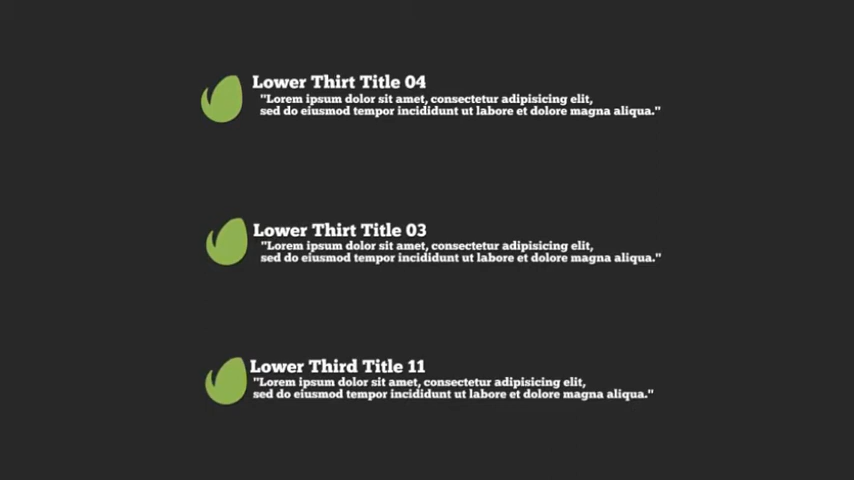 Lower Thirt Title 04
"Lorem ipsum dolor sit amet, consectetur adipisicing elit,
sed do eiusmod tempor incididunt ut labore et dolore magna aliqua."
Lower Thirt Title 03
"Lorem ipsum dolor sit amet, consectetur adipisicing elit,
sed do eiusmod tempor incididunt ut labore et dolore magna aliqua."
Lower Third Title 11
"Lorem ipsum dolor sit amet, consectetur adipisicing elit,
sed do eiusmod tempor incididunt ut labore et dolore magna aliqua."